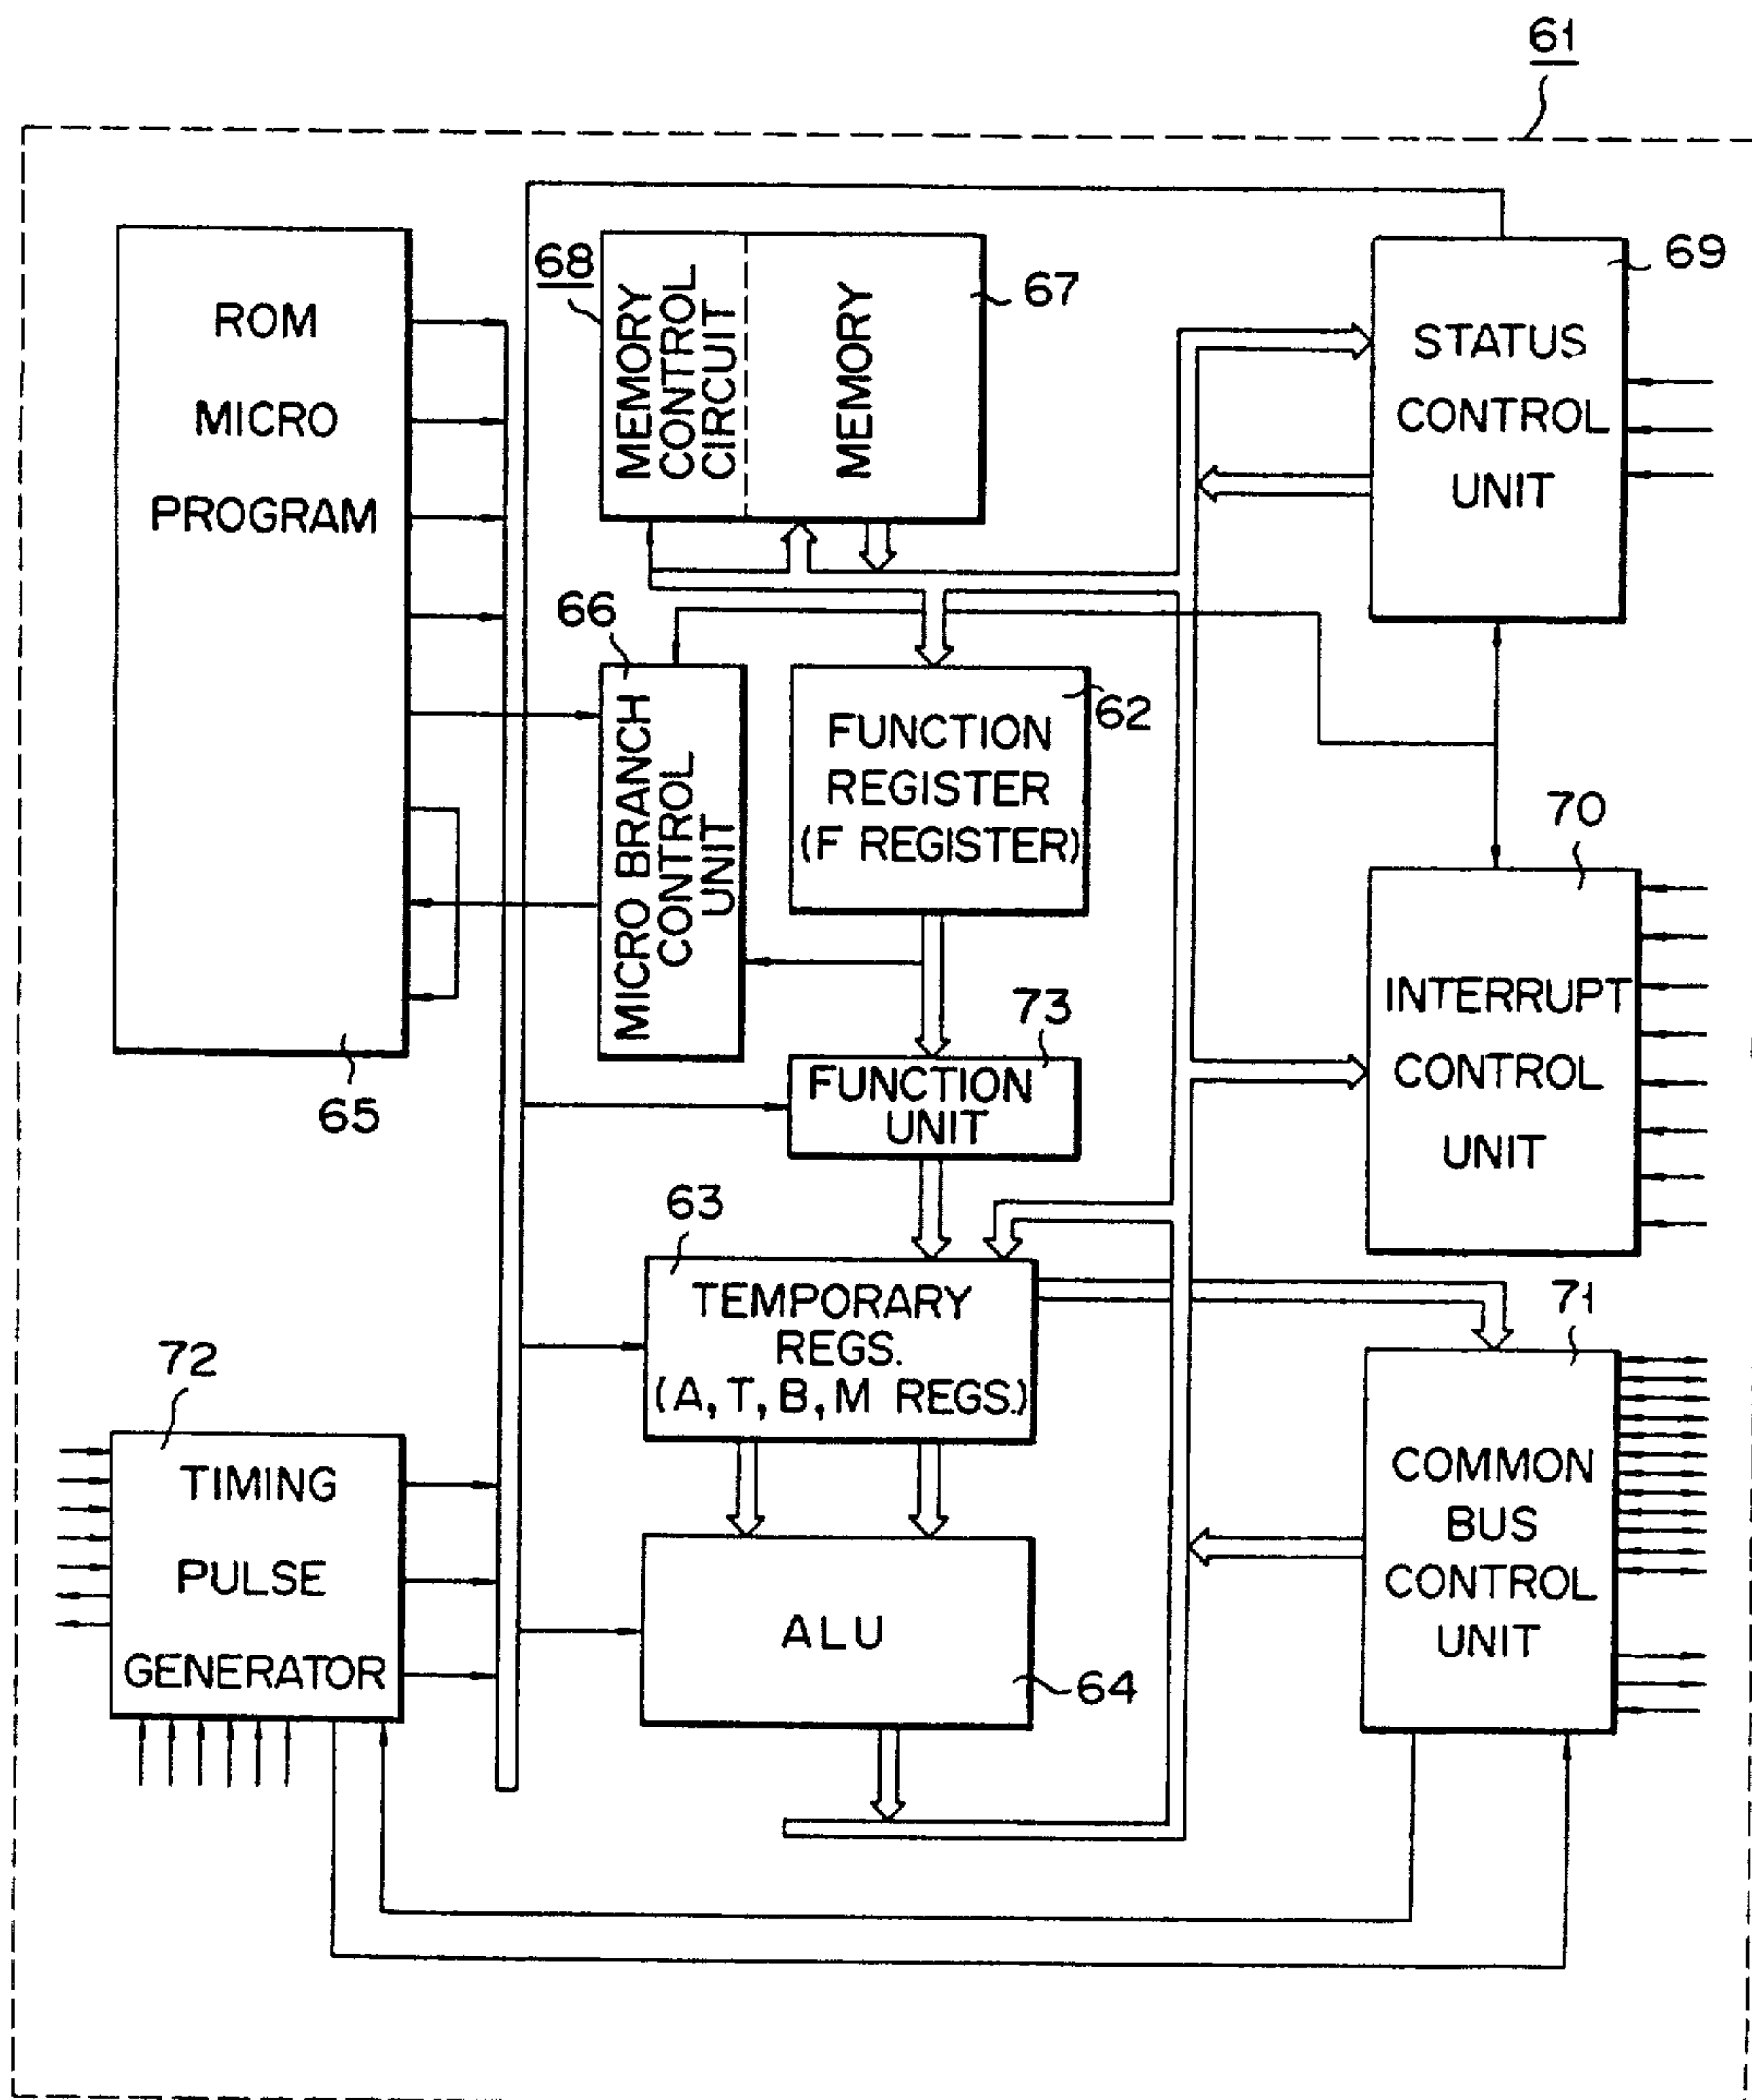 61
ROM
MICRO
PROGRAM
65
68
MEMORY
CONTROL
CIRCUIT
MEMORY
67
69
STATUS
CONTROL
UNIT
66
MICRO BRANCH
CONTROL
UNIT
62
FUNCTION
REGISTER
(F REGISTER)
70
INTERRUPT
CONTROL
UNIT
73
FUNCTION
UNIT
63
TEMPORARY
REGS.
(A, T, B, M REGS.)
71
COMMON
BUS
CONTROL
UNIT
72
TIMING
PULSE
GENERATOR
ALU
64